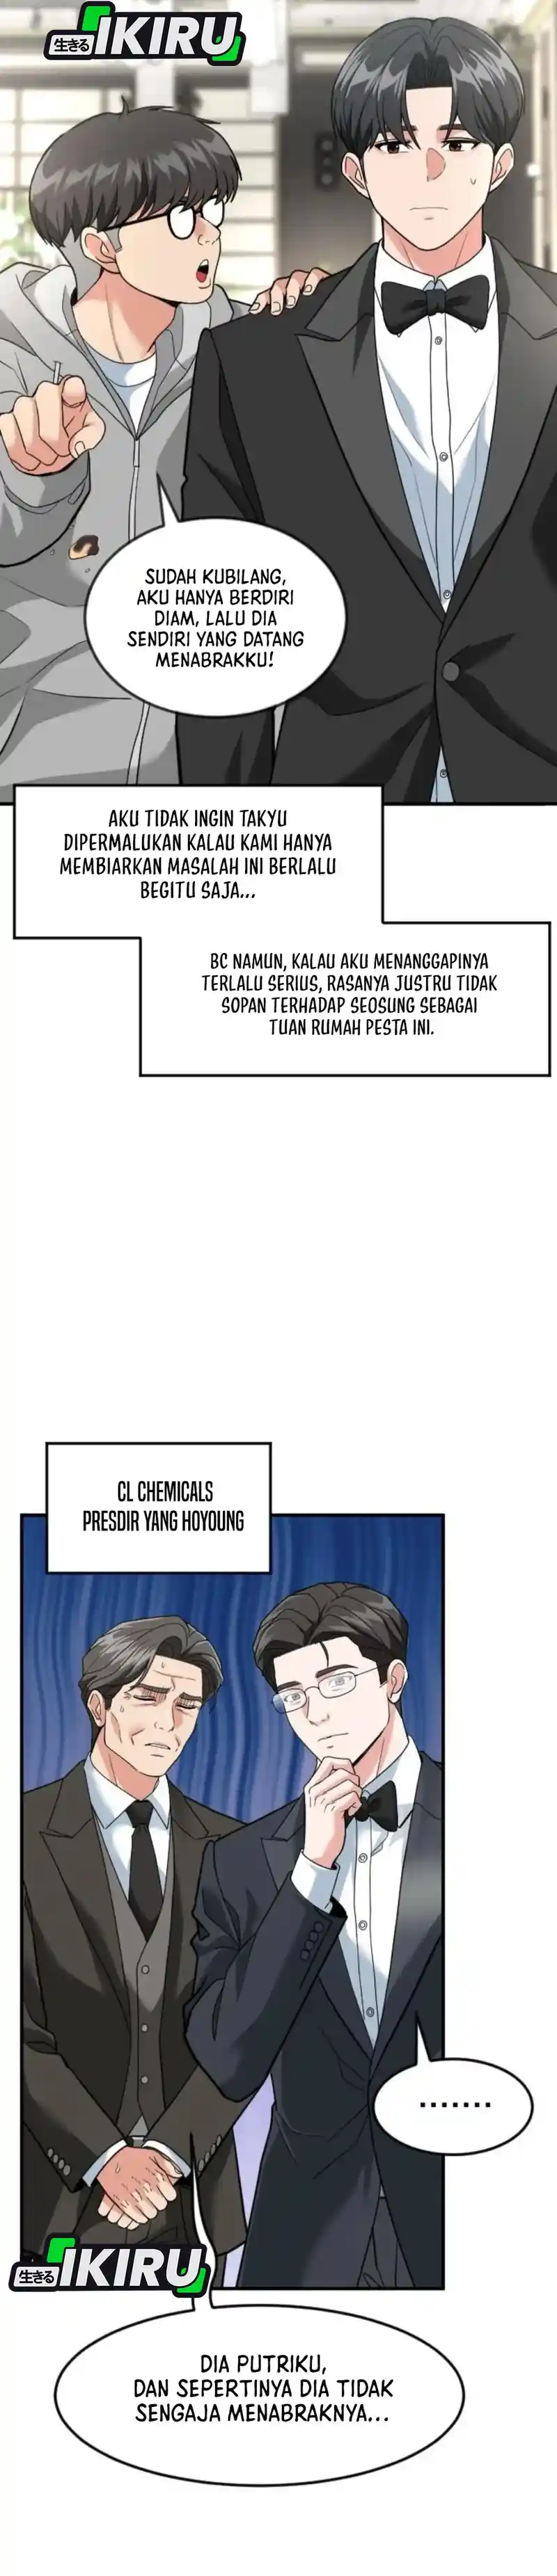 生きる IKIRU
SUDAH KUBILANG,
AKU HANYA BERDIRI
DIAM, LALU DIA
SENDIRI YANG DATANG
MENABRAKKU!
AKU TIDAK INGIN TAKYU
DIPERMALUKAN KALAU KAMI HANYA
MEMBIARKAN MASALAH INI BERLALU
BEGITU SAJA...
BC NAMUN, KALAU AKU MENANGGAPINYA
TERLALU SERIUS, RASANYA JUSTRU TIDAK
SOPAN TERHADAP SEOSUNG SEBAGAI
TUAN RUMAH PESTA INI.
CL CHEMICALS
PRESDIR YANG HOYOUNG
.......
生きる IKIRU
DIA PUTRIKU,
DAN SEPERTINYA DIA TIDAK
SENGAJA MENABRAKNYA...